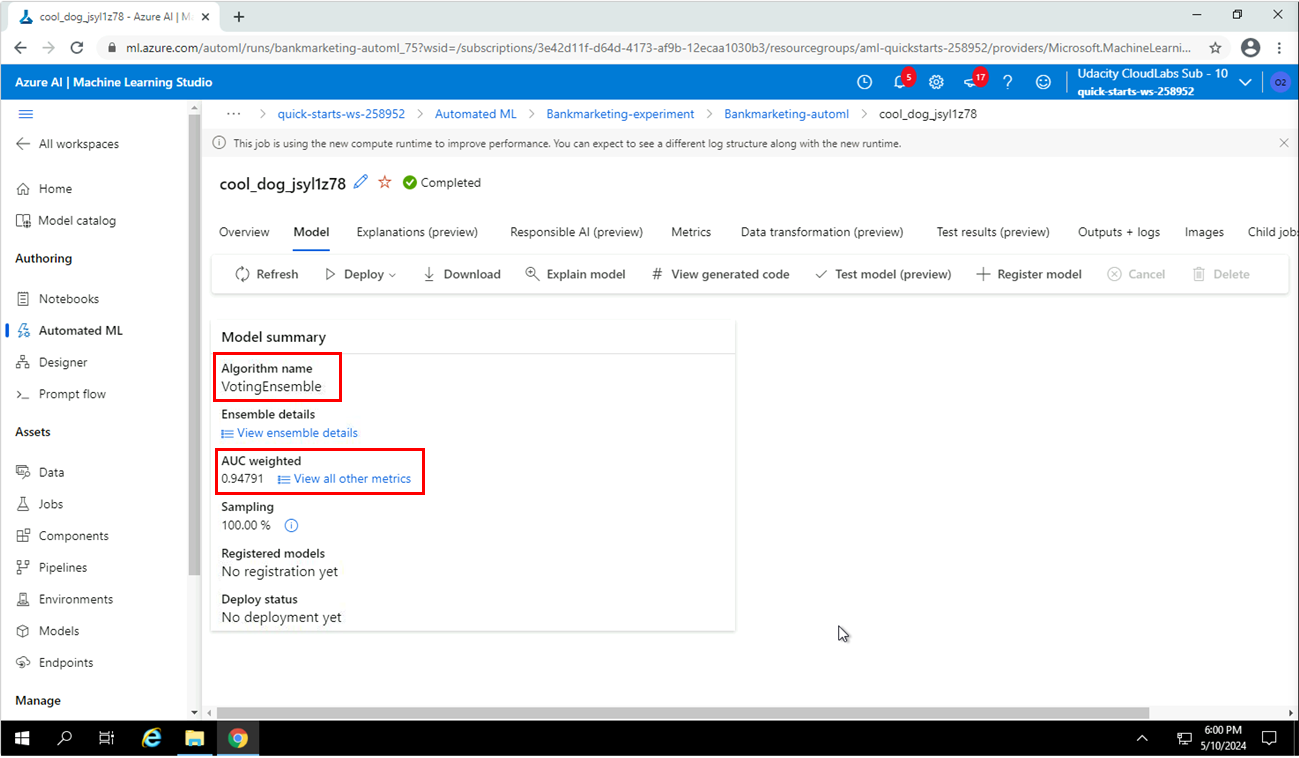 cool_dog_jsyl1z78 - Azure AI | Ma
ml.azure.com/automl/runs/bankmarketing-automl_75?wsid=/subscriptions/3e42d11f-d64d-4173-af9b-12ecaa1030b3/resourcegroups/aml-quickstarts-258952/providers/Microsoft.MachineLearni...
Azure AI | Machine Learning Studio
5
17
Udacity CloudLabs Sub - 10
quick-starts-ws-258952
O2
All workspaces
Home
Model catalog
Authoring
Notebooks
Automated ML
Designer
Prompt flow
Assets
Data
Jobs
Components
Pipelines
Environments
Models
Endpoints
Manage
... > quick-starts-ws-258952 > Automated ML > Bankmarketing-experiment > Bankmarketing-automl > cool_dog_jsyl1z78
This job is using the new compute runtime to improve performance. You can expect to see a different log structure along with the new runtime.
cool_dog_jsyl1z78 Completed
Overview Model Explanations (preview) Responsible AI (preview) Metrics Data transformation (preview) Test results (preview) Outputs + logs Images Child jobs
Refresh Deploy Download Explain model View generated code Test model (preview) Register model Cancel Delete
Model summary
Algorithm name
VotingEnsemble
Ensemble details
View ensemble details
AUC weighted
0.94791 View all other metrics
Sampling
100.00 %
Registered models
No registration yet
Deploy status
No deployment yet
6:00 PM
5/10/2024